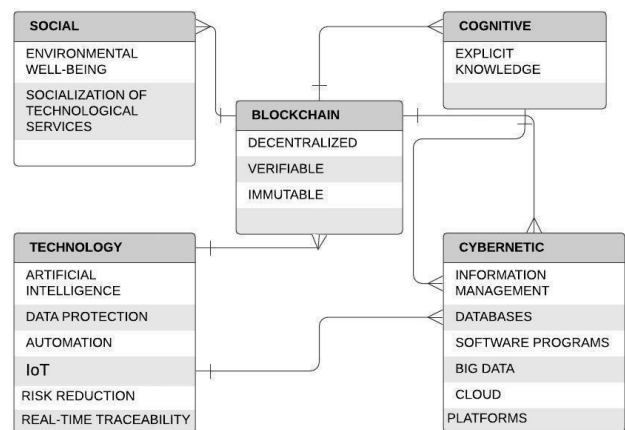 SOCIAL
ENVIRONMENTAL
WELL-BEING
SOCIALIZATION OF
TECHNOLOGICAL
SERVICES
COGNITIVE
EXPLICIT
KNOWLEDGE
BLOCKCHAIN
DECENTRALIZED
VERIFIABLE
IMMUTABLE
TECHNOLOGY
ARTIFICIAL
INTELLIGENCE
DATA PROTECTION
AUTOMATION
IoT
RISK REDUCTION
REAL-TIME TRACEABILITY
CYBERNETIC
INFORMATION
MANAGEMENT
DATABASES
SOFTWARE PROGRAMS
BIG DATA
CLOUD
PLATFORMS